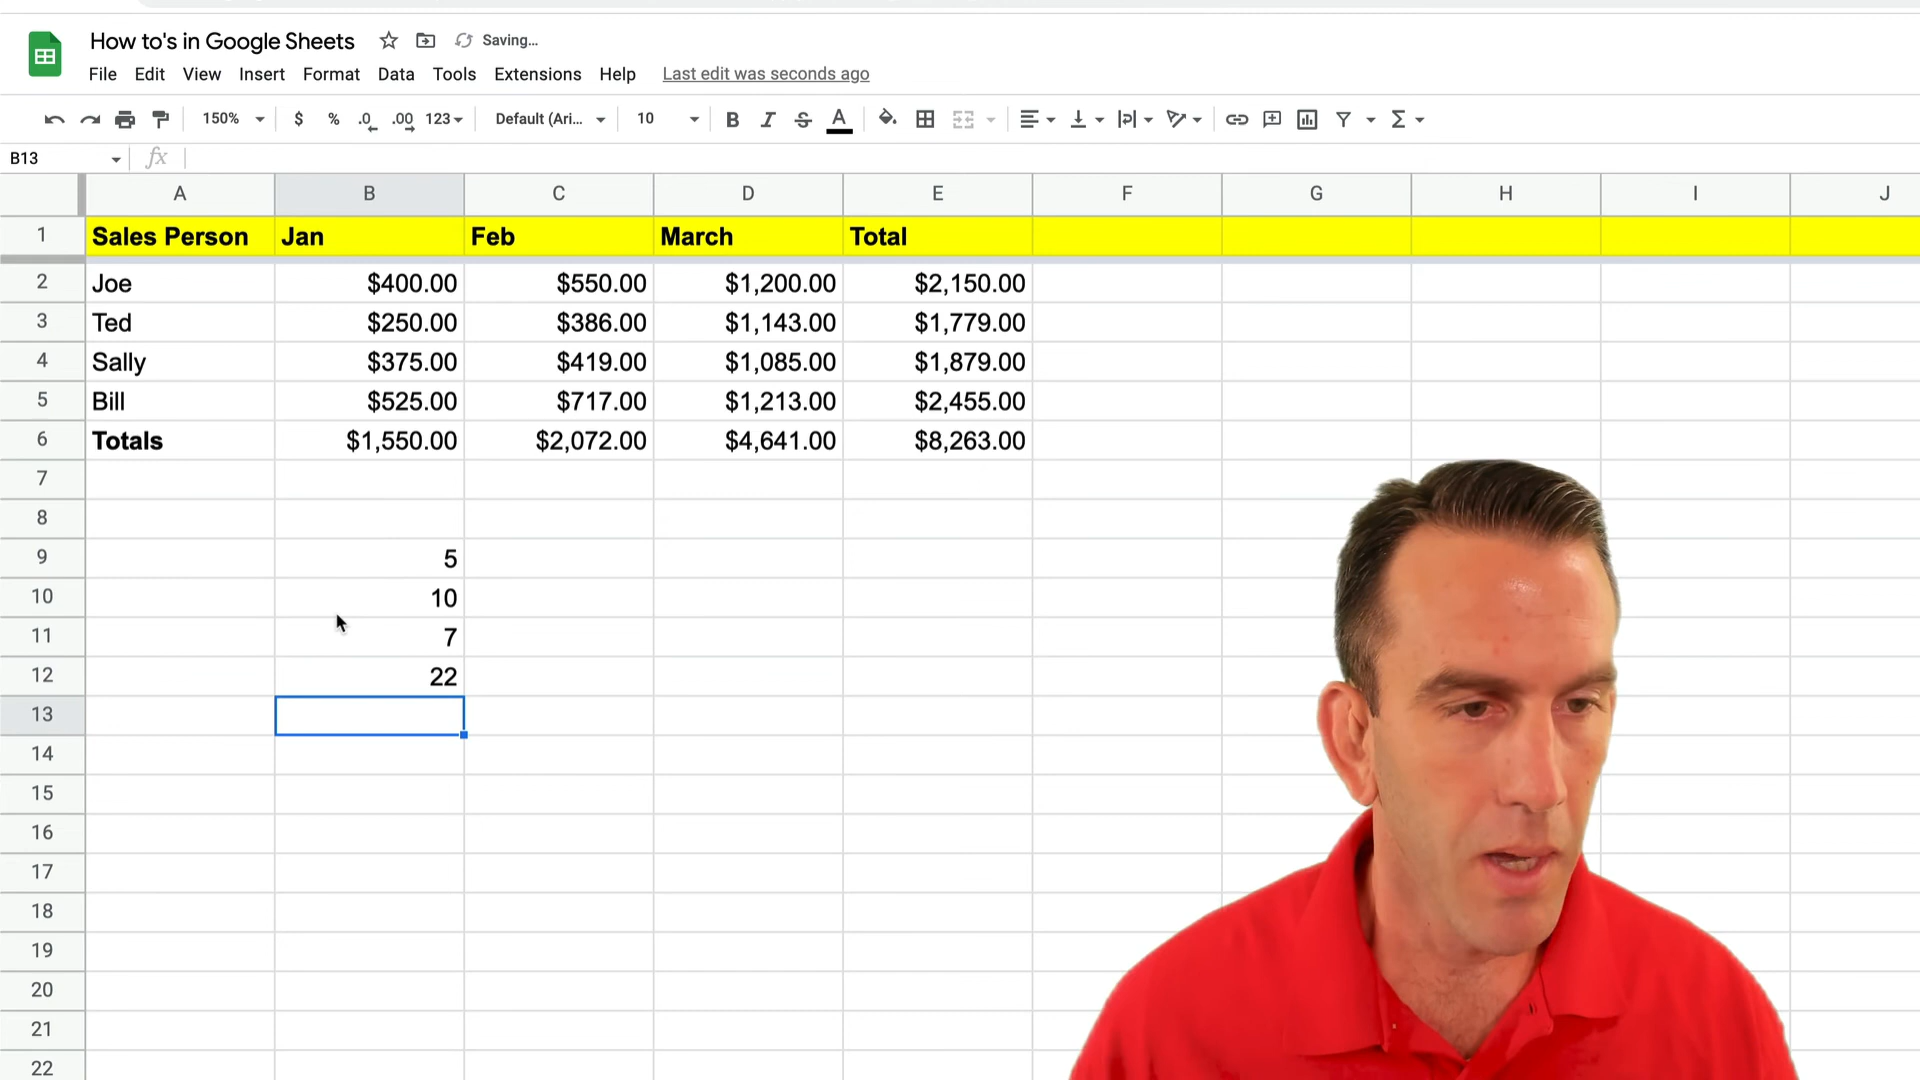 How to's in Google Sheets Saving...
File Edit View Insert Format Data Tools Extensions Help Last edit was seconds ago
150% $ % .0 .00 123 Default (Ari... 10 B I S A
B13 fx
A B C D E F G H I J
1 Sales Person Jan Feb March Total
2 Joe $400.00 $550.00 $1,200.00 $2,150.00
3 Ted $250.00 $386.00 $1,143.00 $1,779.00
4 Sally $375.00 $419.00 $1,085.00 $1,879.00
5 Bill $525.00 $717.00 $1,213.00 $2,455.00
6 Totals $1,550.00 $2,072.00 $4,641.00 $8,263.00
7
8
9 5
10 10
11 7
12 22
13
14
15
16
17
18
19
20
21
22